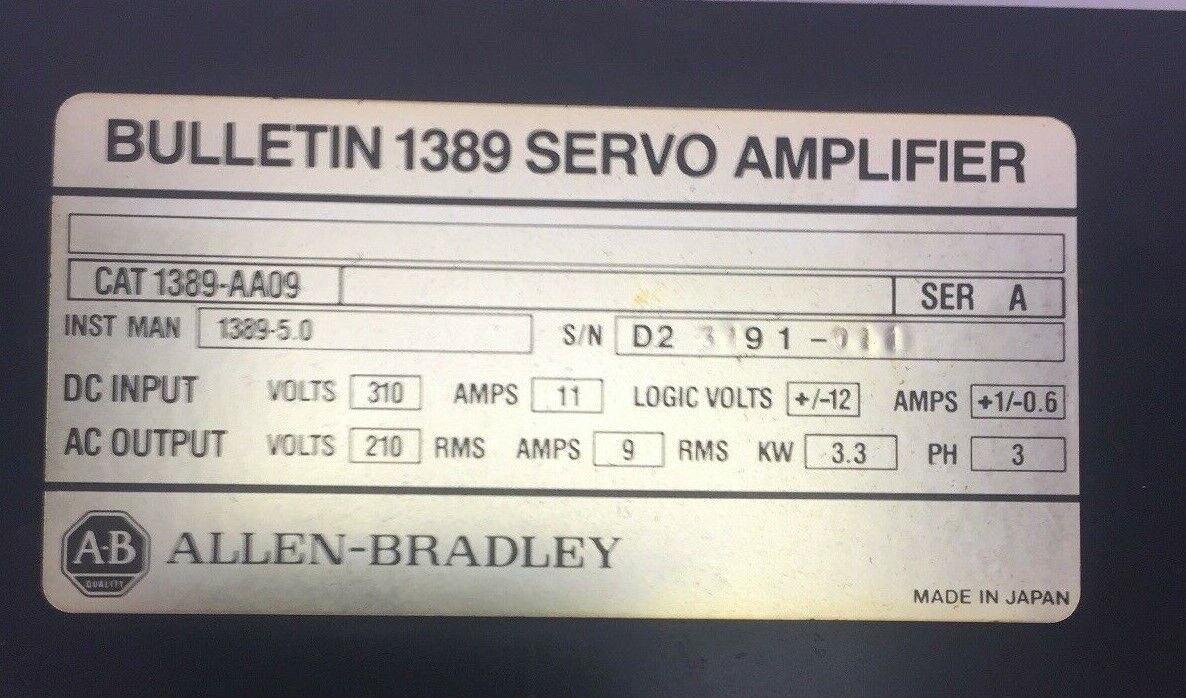 BULLETIN 1389 SERVO AMPLIFIER
CAT 1389-AA09 SER A
INST MAN 1389-5.0 S/N D2 91-
DC INPUT VOLTS 310 AMPS 11 LOGIC VOLTS +/-12 AMPS +1/-0.6
AC OUTPUT VOLTS 210 RMS AMPS 9 RMS KW 3.3 PH 3
A-B QUALITY
ALLEN-BRADLEY
MADE IN JAPAN